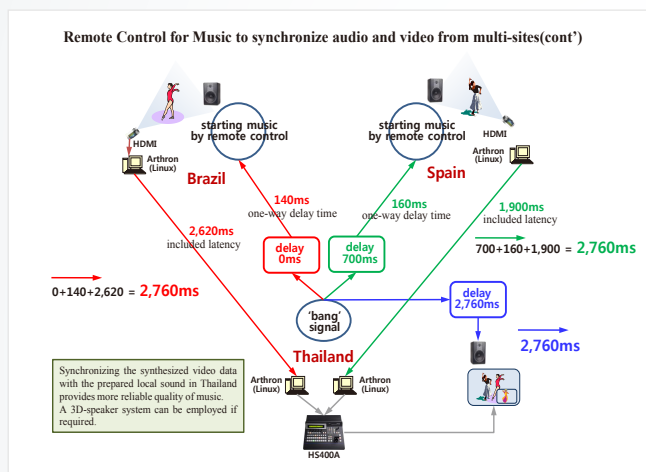 Remote Control for Music to synchronize audio and video from multi-sites(cont’)
starting music
by remote control
starting music
by remote control
HDMI
HDMI
Arthron
(Linux)
Arthron
(Linux)
Brazil
Spain
140ms
one-way delay time
160ms
one-way delay time
1,900ms
included latency
2,620ms
included latency
delay
0ms
delay
700ms
700+160+1,900 = 2,760ms
0+140+2,620 = 2,760ms
delay
2,760ms
‘bang’
signal
2,760ms
Thailand
Synchronizing the synthesized video data
with the prepared local sound in Thailand
provides more reliable quality of music.
A 3D-speaker system can be employed if
required.
Arthron
(Linux)
Arthron
(Linux)
HS400A